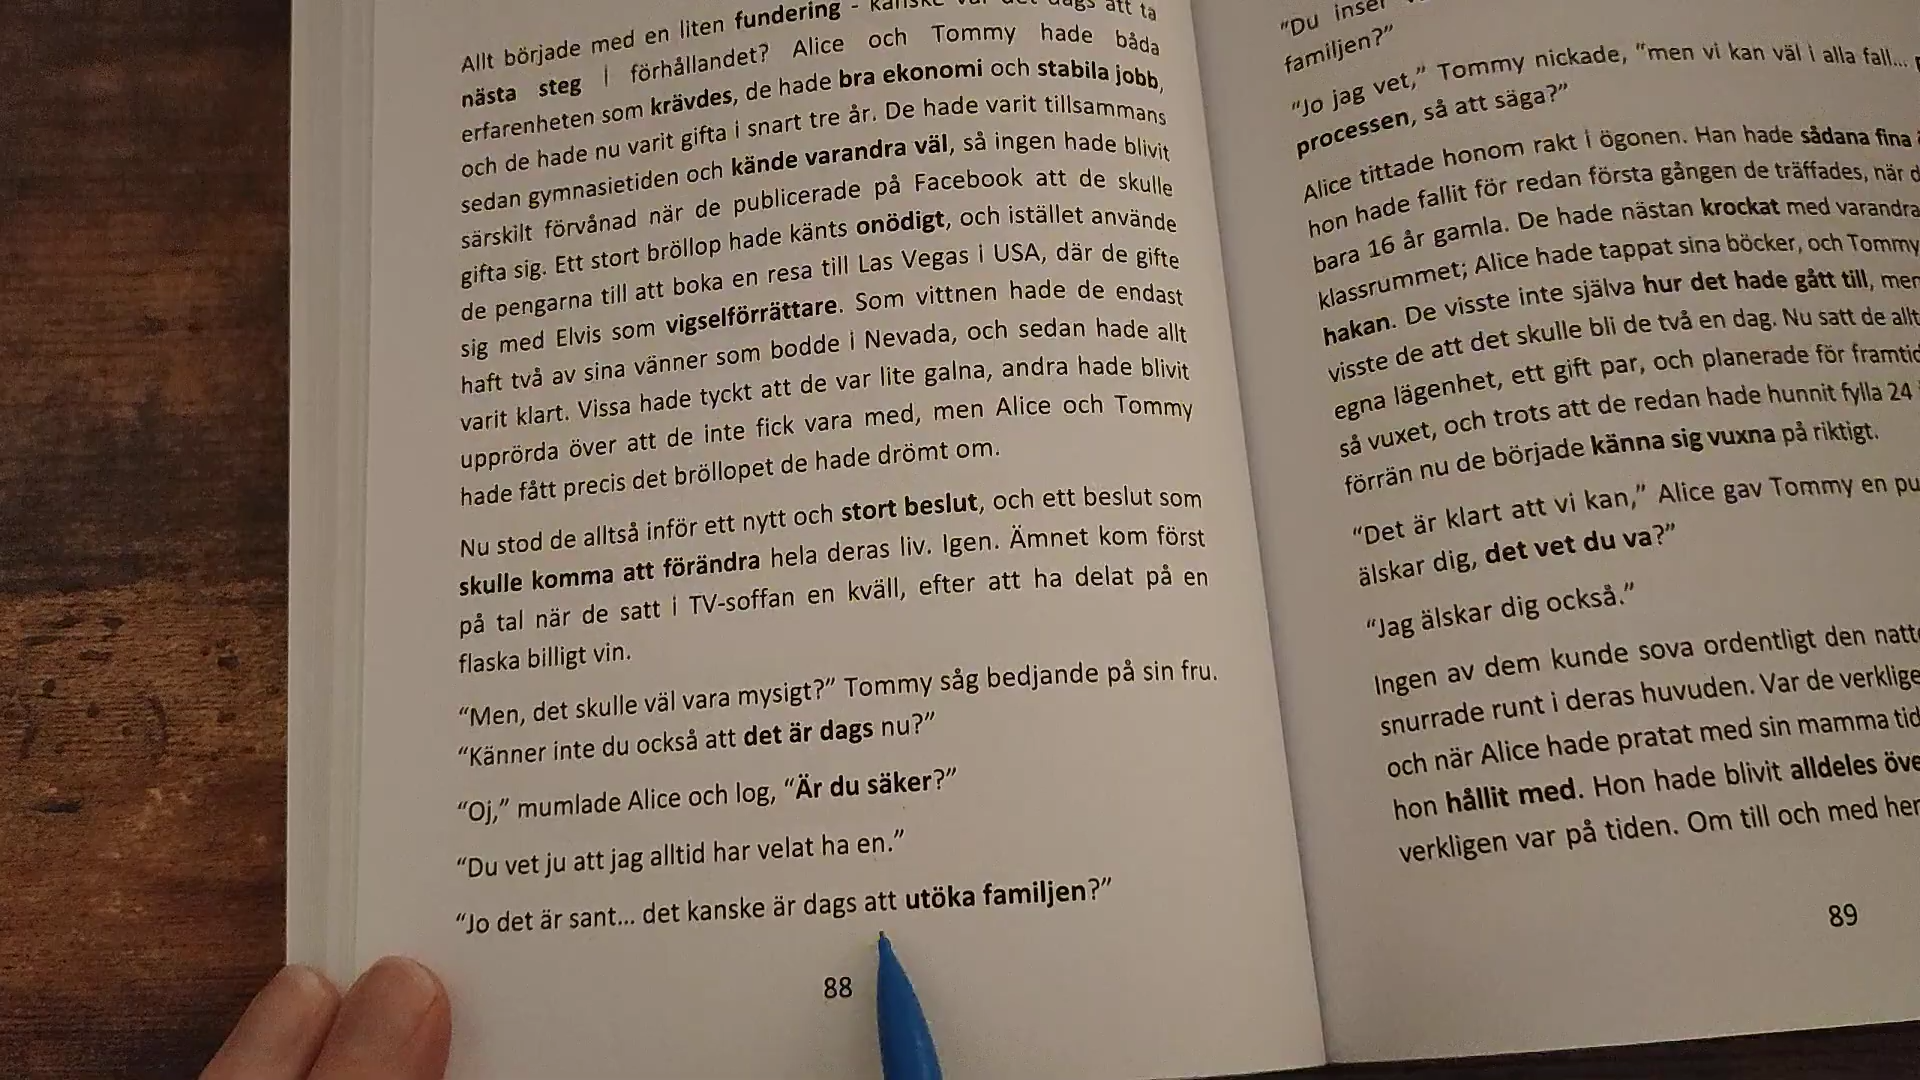 Allt började med en liten fundering - kanske var det dags att ta
nästa steg i förhållandet? Alice och Tommy hade båda
erfarenheten som krävdes, de hade bra ekonomi och stabila jobb,
och de hade nu varit gifta i snart tre år. De hade varit tillsammans
sedan gymnasietiden och kände varandra väl, så ingen hade blivit
särskilt förvånad när de publicerade på Facebook att de skulle
gifta sig. Ett stort bröllop hade känts onödigt, och istället använde
de pengarna till att boka en resa till Las Vegas i USA, där de gifte
sig med Elvis som vigselförrättare. Som vittnen hade de endast
haft två av sina vänner som bodde i Nevada, och sedan hade allt
varit klart. Vissa hade tyckt att de var lite galna, andra hade blivit
upprörda över att de inte fick vara med, men Alice och Tommy
hade fått precis det bröllopet de hade drömt om.
Nu stod de alltså inför ett nytt och stort beslut, och ett beslut som
skulle komma att förändra hela deras liv. Igen. Ämnet kom först
på tal när de satt i TV-soffan en kväll, efter att ha delat på en
flaska billigt vin.
“Men, det skulle väl vara mysigt?” Tommy såg bedjande på sin fru.
“Känner inte du också att det är dags nu?”
“Oj,” mumlade Alice och log, “Är du säker?”
“Du vet ju att jag alltid har velat ha en.”
“Jo det är sant... det kanske är dags att utöka familjen?”
88
“Du inser
familjen?”
“Jo jag vet,” Tommy nickade, “men vi kan väl i alla fall...
processen, så att säga?”
Alice tittade honom rakt i ögonen. Han hade sådana fina
hon hade fallit för redan första gången de träffades, när
bara 16 år gamla. De hade nästan krockat med varandra
klassrummet; Alice hade tappat sina böcker, och Tommy
hakan. De visste inte själva hur det hade gått till, men
visste de att det skulle bli de två en dag. Nu satt de
egna lägenhet, ett gift par, och planerade för
så vuxet, och trots att de redan hade hunnit fylla 24
förrän nu de började känna sig vuxna på riktigt.
“Det är klart att vi kan,” Alice gav Tommy en
älskar dig, det vet du va?”
“Jag älskar dig också.”
Ingen av dem kunde sova ordentligt den
snurrade runt i deras huvuden. Var de
och när Alice hade pratat med sin mamma
hon hållit med. Hon hade blivit alldeles
verkligen var på tiden. Om till och med
89